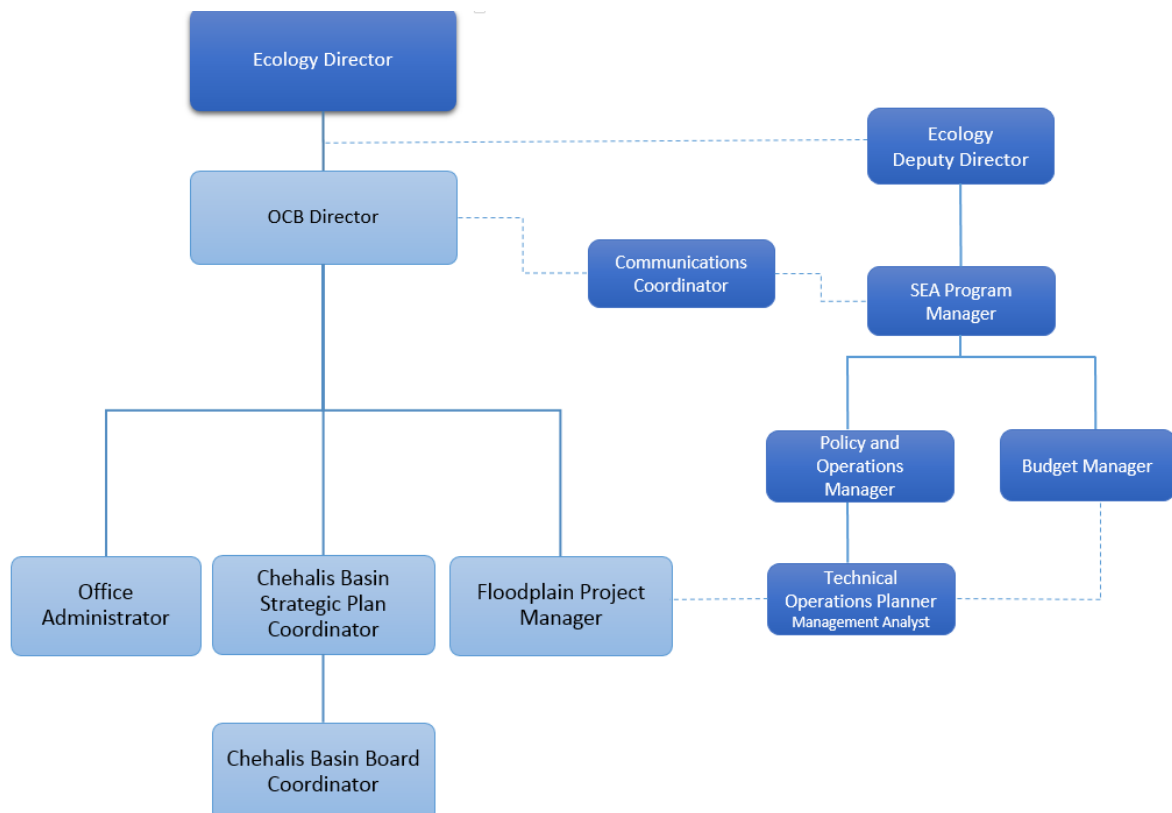 Ecology Director
Ecology
Deputy Director
OCB Director
Communications
Coordinator
SEA Program
Manager
Policy and
Operations
Manager
Budget Manager
Office
Administrator
Chehalis Basin
Strategic Plan
Coordinator
Floodplain Project
Manager
Technical
Operations Planner
Management Analyst
Chehalis Basin Board
Coordinator